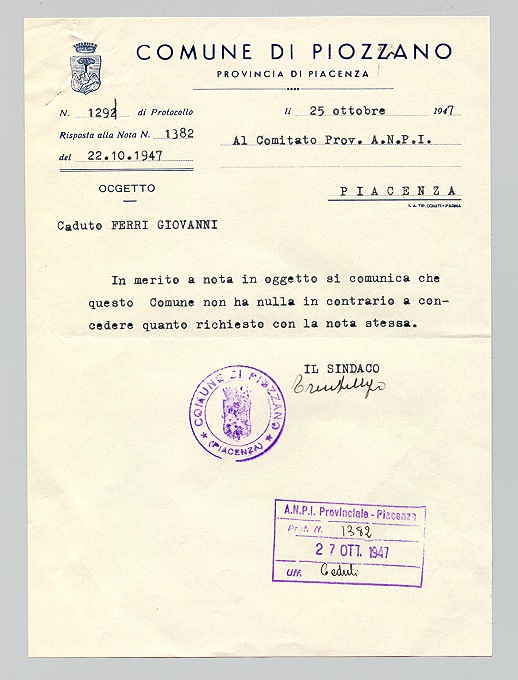 COMUNE DI PIOZZANO
PROVINCIA DI PIACENZA
N. 1292 di Protocollo
lì 25 ottobre 1947
Risposta alla Nota N. 1382
del 22.10.1947
Al Comitato Prov. A.N.P.I.
OGGETTO
PIACENZA
Caduto FERRI GIOVANNI
In merito a nota in oggetto si comunica che
questo Comune non ha nulla in contrario a con-
cedere quanto richiesto con la nota stessa.
IL SINDACO
COMUNE DI PIOZZANO
(PIACENZA)
A.N.P.I. Provinciale - Piacenza
Prot. N. 1382
27 OTT. 1947
Uff. Caduti